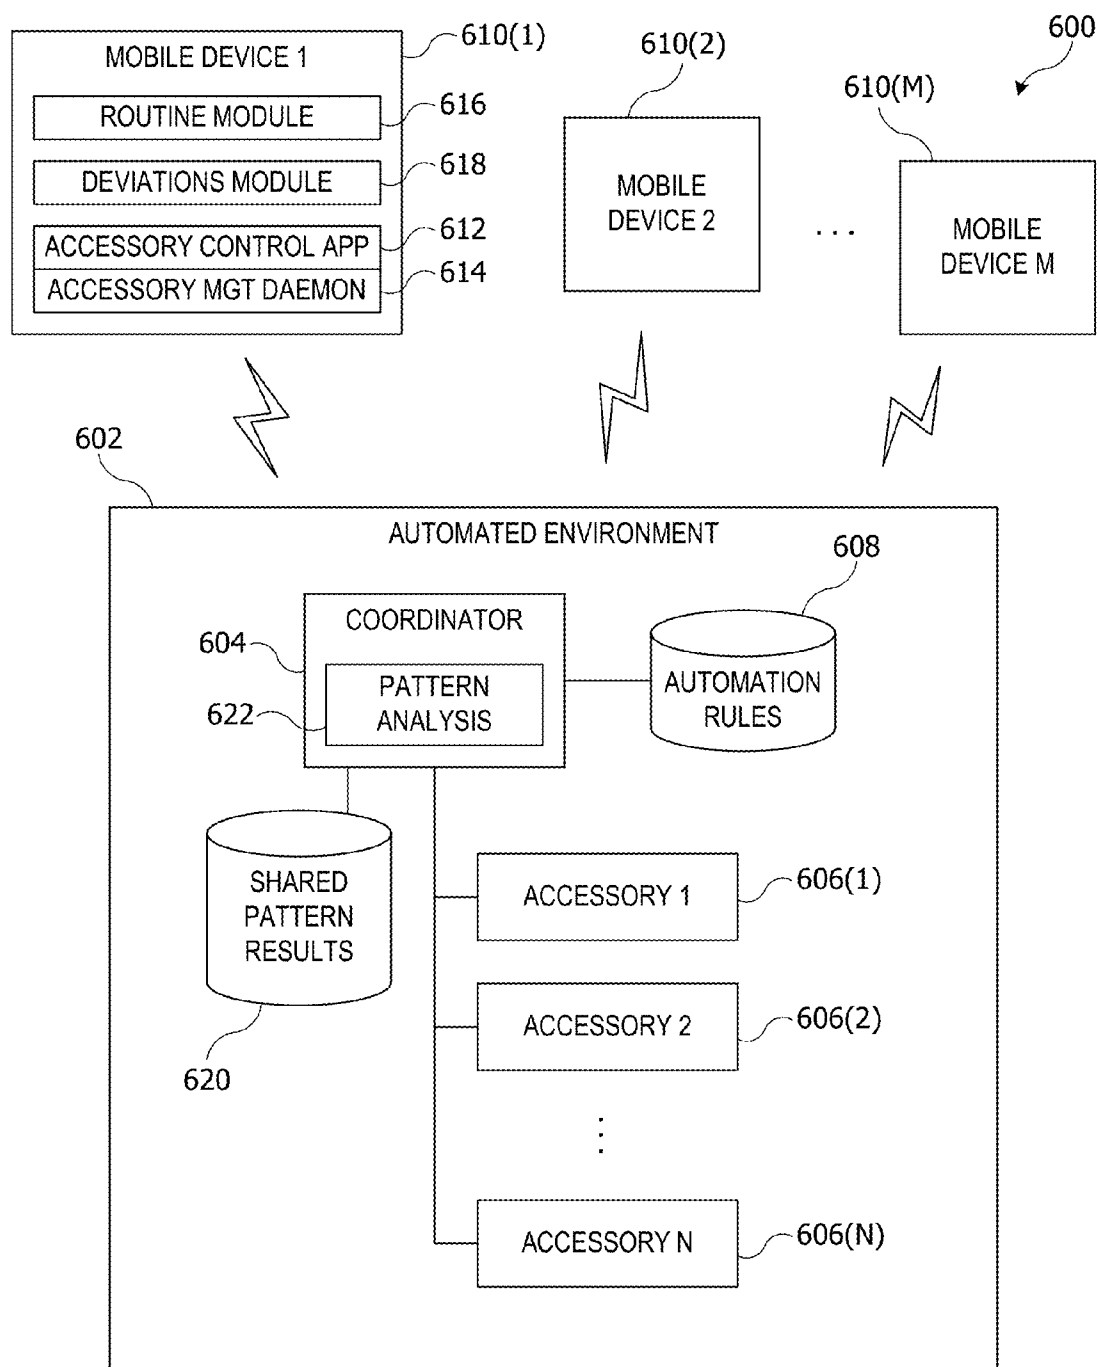 600
610(1)
MOBILE DEVICE 1
ROUTINE MODULE
616
DEVIATIONS MODULE
618
ACCESSORY CONTROL APP
612
ACCESSORY MGT DAEMON
614
610(2)
MOBILE
DEVICE 2
. . .
610(M)
MOBILE
DEVICE M
602
AUTOMATED ENVIRONMENT
604
COORDINATOR
622
PATTERN
ANALYSIS
608
AUTOMATION
RULES
SHARED
PATTERN
RESULTS
620
ACCESSORY 1
606(1)
ACCESSORY 2
606(2)
ACCESSORY N
606(N)